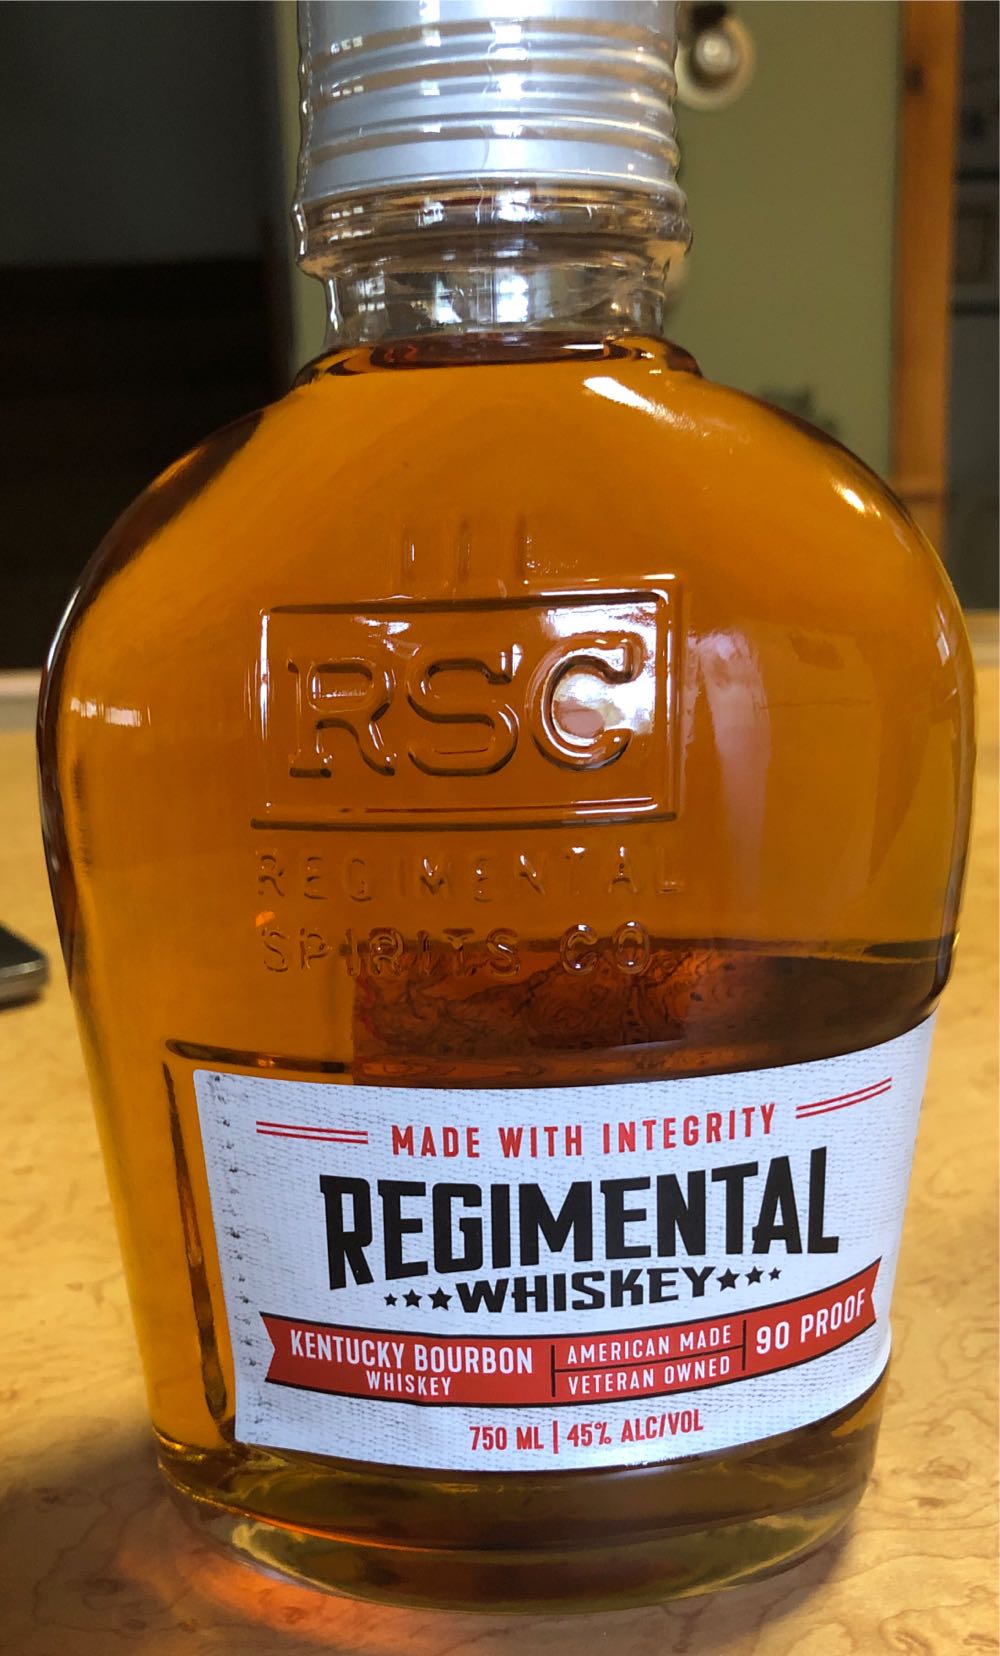 RSC
REGIMENTAL
SPIRITS CO.
MADE WITH INTEGRITY
REGIMENTAL
WHISKEY
KENTUCKY BOURBON
WHISKEY
AMERICAN MADE
VETERAN OWNED
90 PROOF
750 ML | 45% ALC/VOL